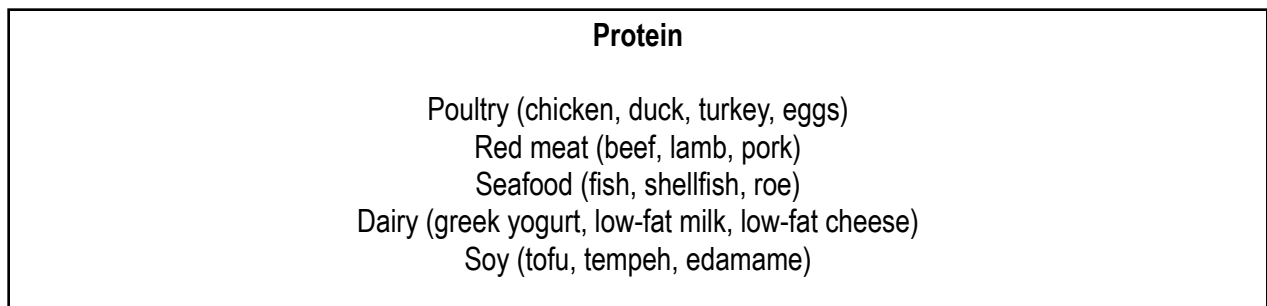 Protein
Poultry (chicken, duck, turkey, eggs)
Red meat (beef, lamb, pork)
Seafood (fish, shellfish, roe)
Dairy (greek yogurt, low-fat milk, low-fat cheese)
Soy (tofu, tempeh, edamame)